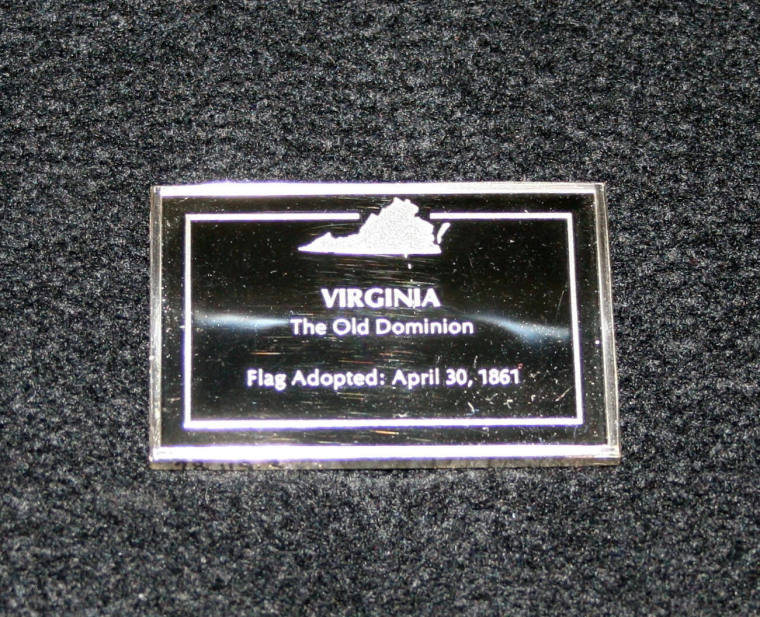 VIRGINIA
The Old Dominion
Flag Adopted: April 30, 1861